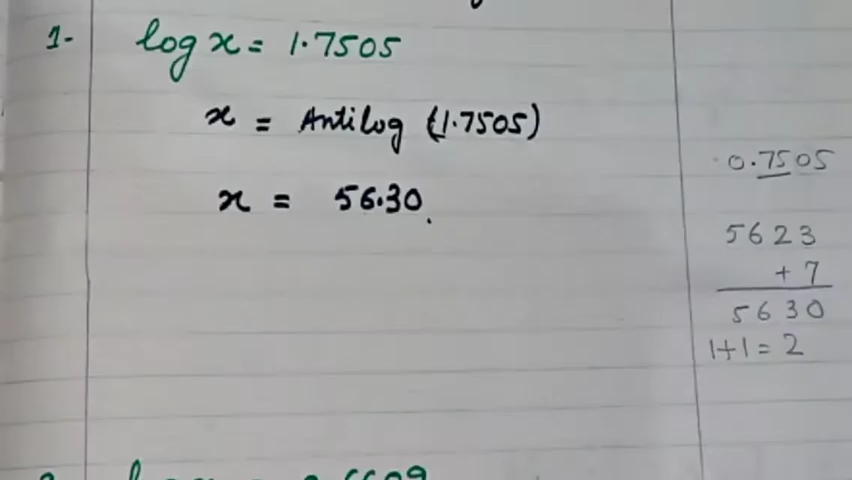 1- log x = 1.7505
x = Antilog (1.7505)
x = 56.30
0.7505
5623
+ 7
5630
1+1 = 2